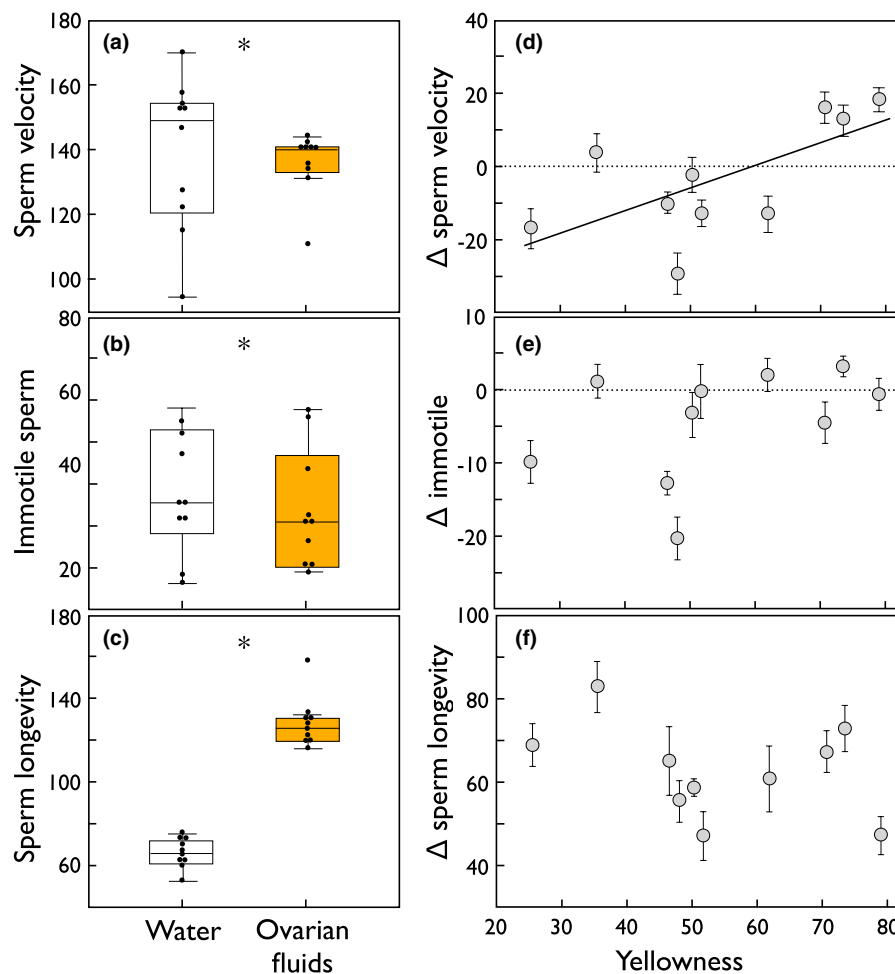 180
160
140
120
100
Sperm velocity
(a)
*
80
60
40
20
Immotile sperm
(b)
*
180
140
100
60
Sperm longevity
(c)
*
Water
Ovarian
fluids
40
20
0
-20
Δ sperm velocity
(d)
10
0
-10
-20
Δ immotile
(e)
100
80
60
40
Δ sperm longevity
(f)
20
30
40
50
60
70
80
Yellowness